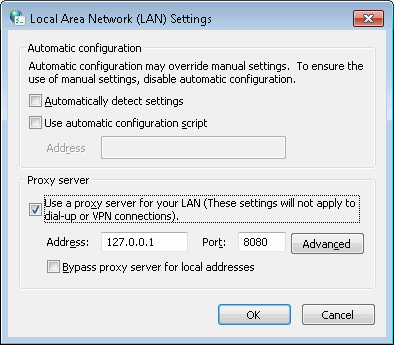 Local Area Network (LAN) Settings
Automatic configuration
Automatic configuration may override manual settings.  To ensure the
use of manual settings, disable automatic configuration.
Automatically detect settings
Use automatic configuration script
Address
Proxy server
Use a proxy server for your LAN (These settings will not apply to
dial-up or VPN connections).
Address: 127.0.0.1 Port: 8080 Advanced
Bypass proxy server for local addresses
OK Cancel